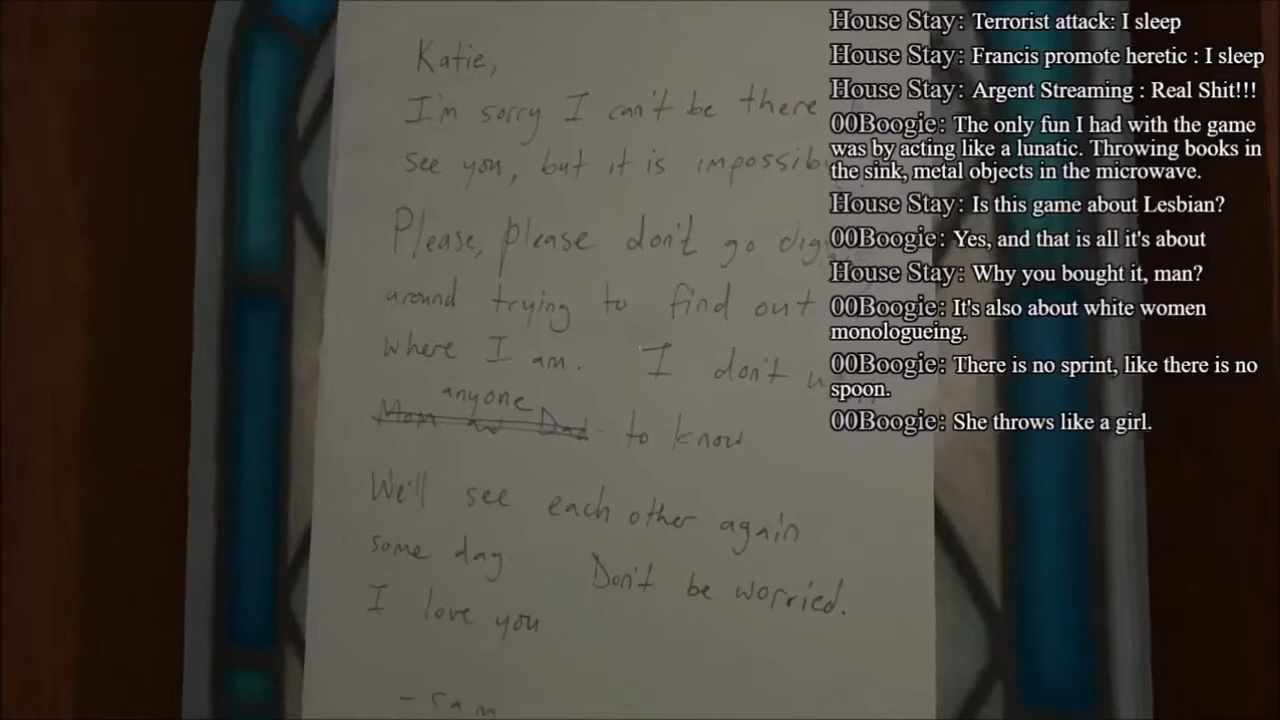 Katie,
I'm sorry I can't be there
see you, but it is impossib
Please, please don't go dig
around trying to find out
where I am. I don't
anyone
Mom and Dad to know
We'll see each other again
some day Don't be worried.
I love you
- Sam
House Stay: Terrorist attack: I sleep
House Stay: Francis promote heretic : I sleep
House Stay: Argent Streaming : Real Shit!!!
00Boogie: The only fun I had with the game
was by acting like a lunatic. Throwing books in
the sink, metal objects in the microwave.
House Stay: Is this game about Lesbian?
00Boogie: Yes, and that is all it's about
House Stay: Why you bought it, man?
00Boogie: It's also about white women
monologueing.
00Boogie: There is no sprint, like there is no
spoon.
00Boogie: She throws like a girl.